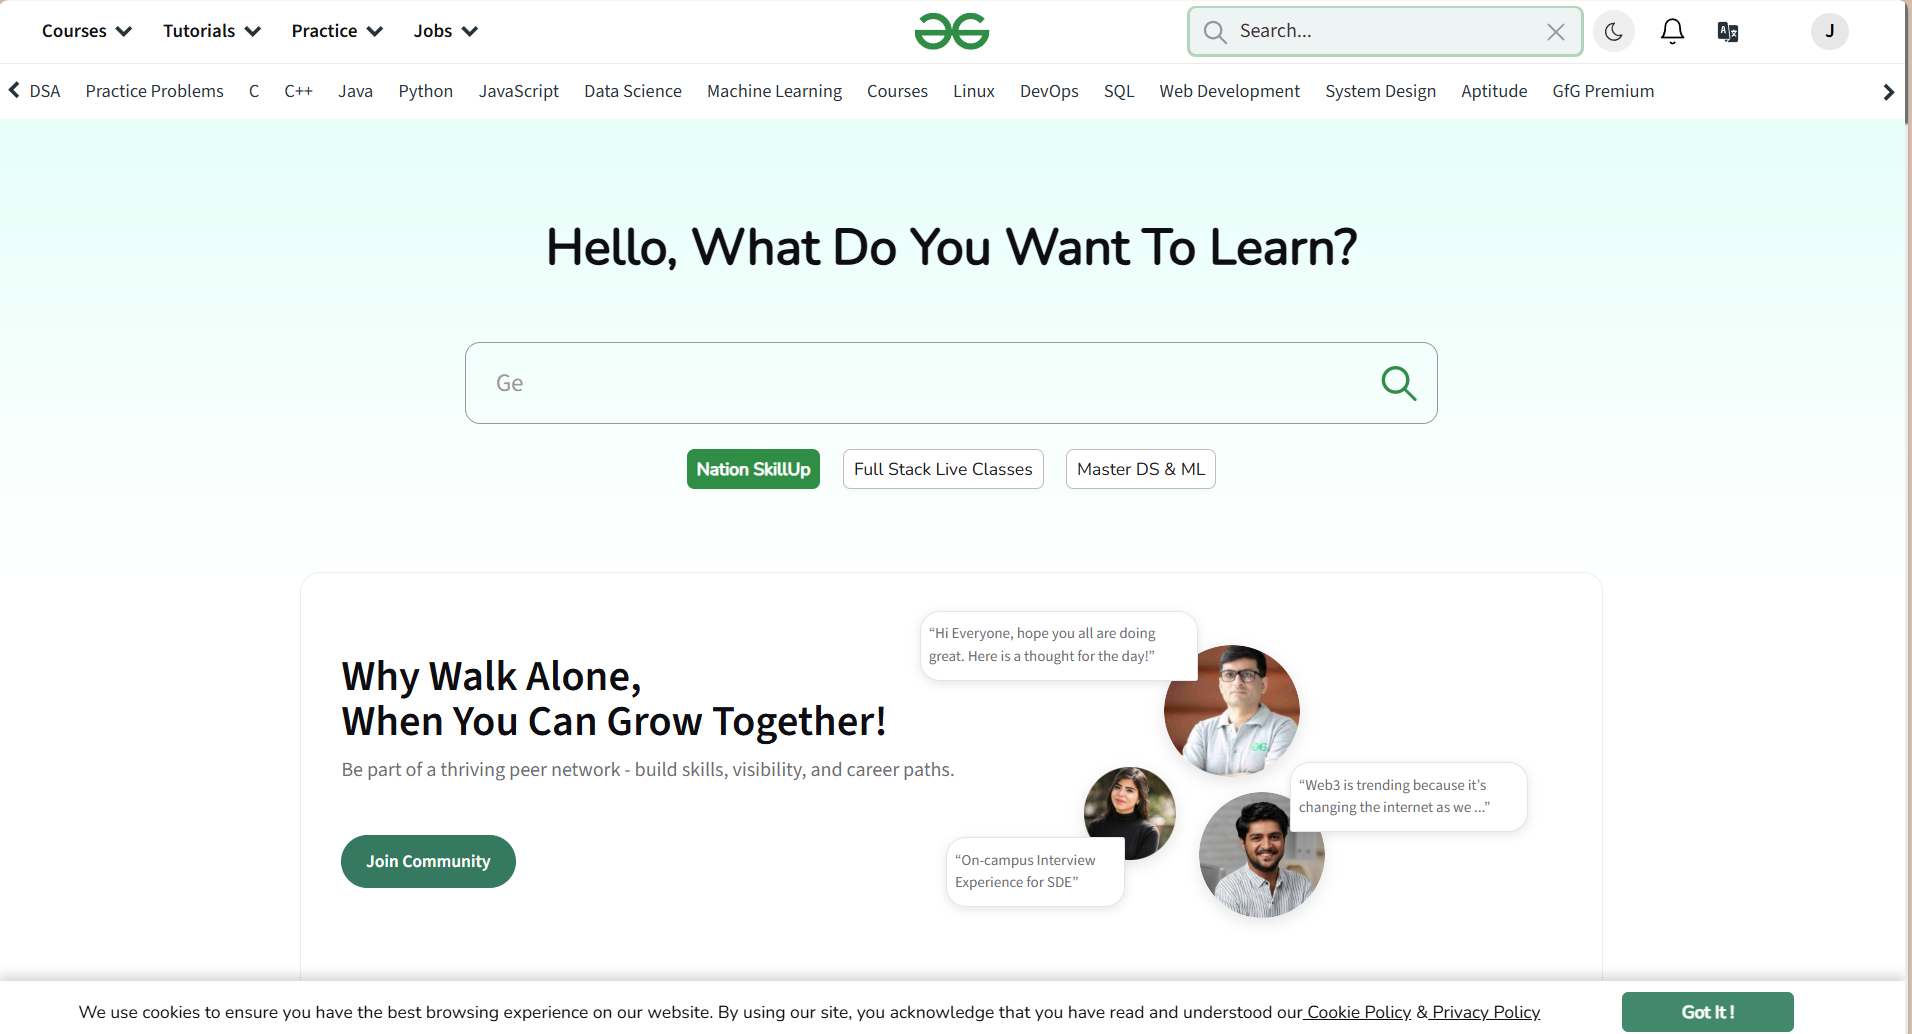 Courses Tutorials Practice Jobs Search... J
DSA Practice Problems C C++ Java Python JavaScript Data Science Machine Learning Courses Linux DevOps SQL Web Development System Design Aptitude GfG Premium
Hello, What Do You Want To Learn?
Ge
Nation SkillUp Full Stack Live Classes Master DS & ML
“Hi Everyone, hope you all are doing
great. Here is a thought for the day!”
Why Walk Alone,
When You Can Grow Together!
Be part of a thriving peer network - build skills, visibility, and career paths.
“Web3 is trending because it’s
changing the internet as we ...”
Join Community
“On-campus Interview
Experience for SDE”
We use cookies to ensure you have the best browsing experience on our website. By using our site, you acknowledge that you have read and understood our Cookie Policy & Privacy Policy
Got It !